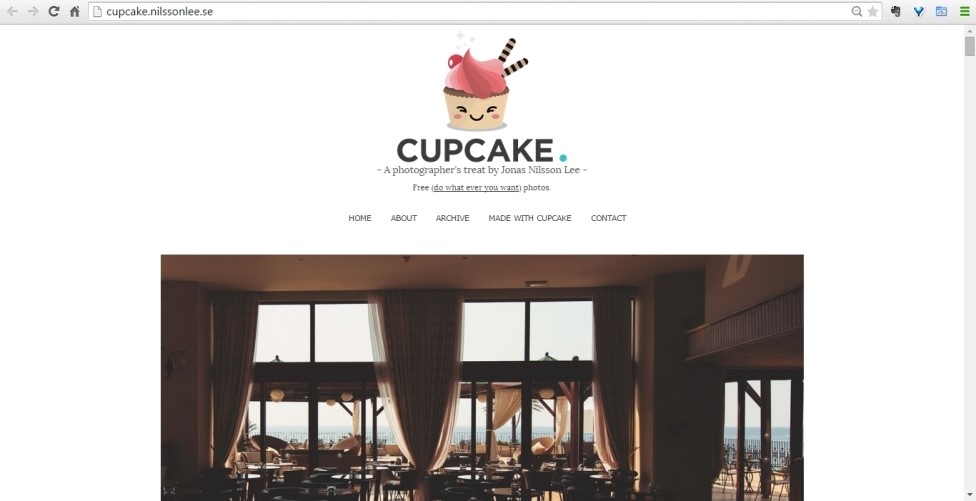 cupcake.nilssonlee.se
CUPCAKE.
- A photographer's treat by Jonas Nilsson Lee -
Free (do what ever you want) photos.
HOME ABOUT ARCHIVE MADE WITH CUPCAKE CONTACT